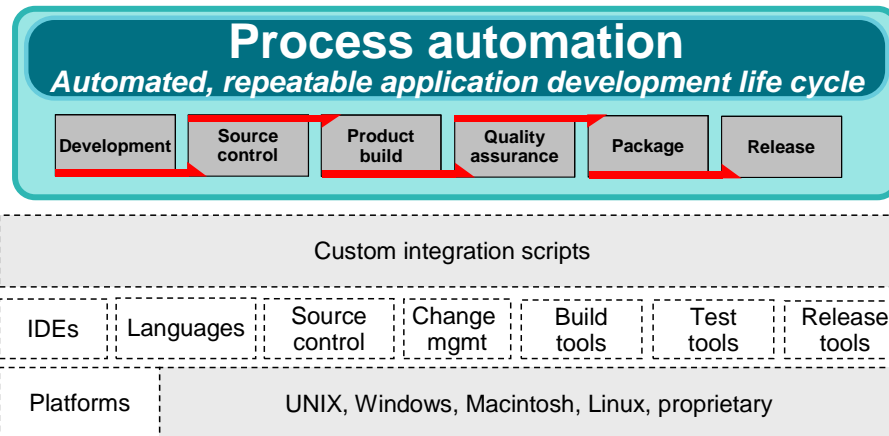 Process automation
Automated, repeatable application development life cycle
Development
Source
control
Product
build
Quality
assurance
Package
Release
Custom integration scripts
IDEs
Languages
Source
control
Change
mgmt
Build
tools
Test
tools
Release
tools
Platforms
UNIX, Windows, Macintosh, Linux, proprietary